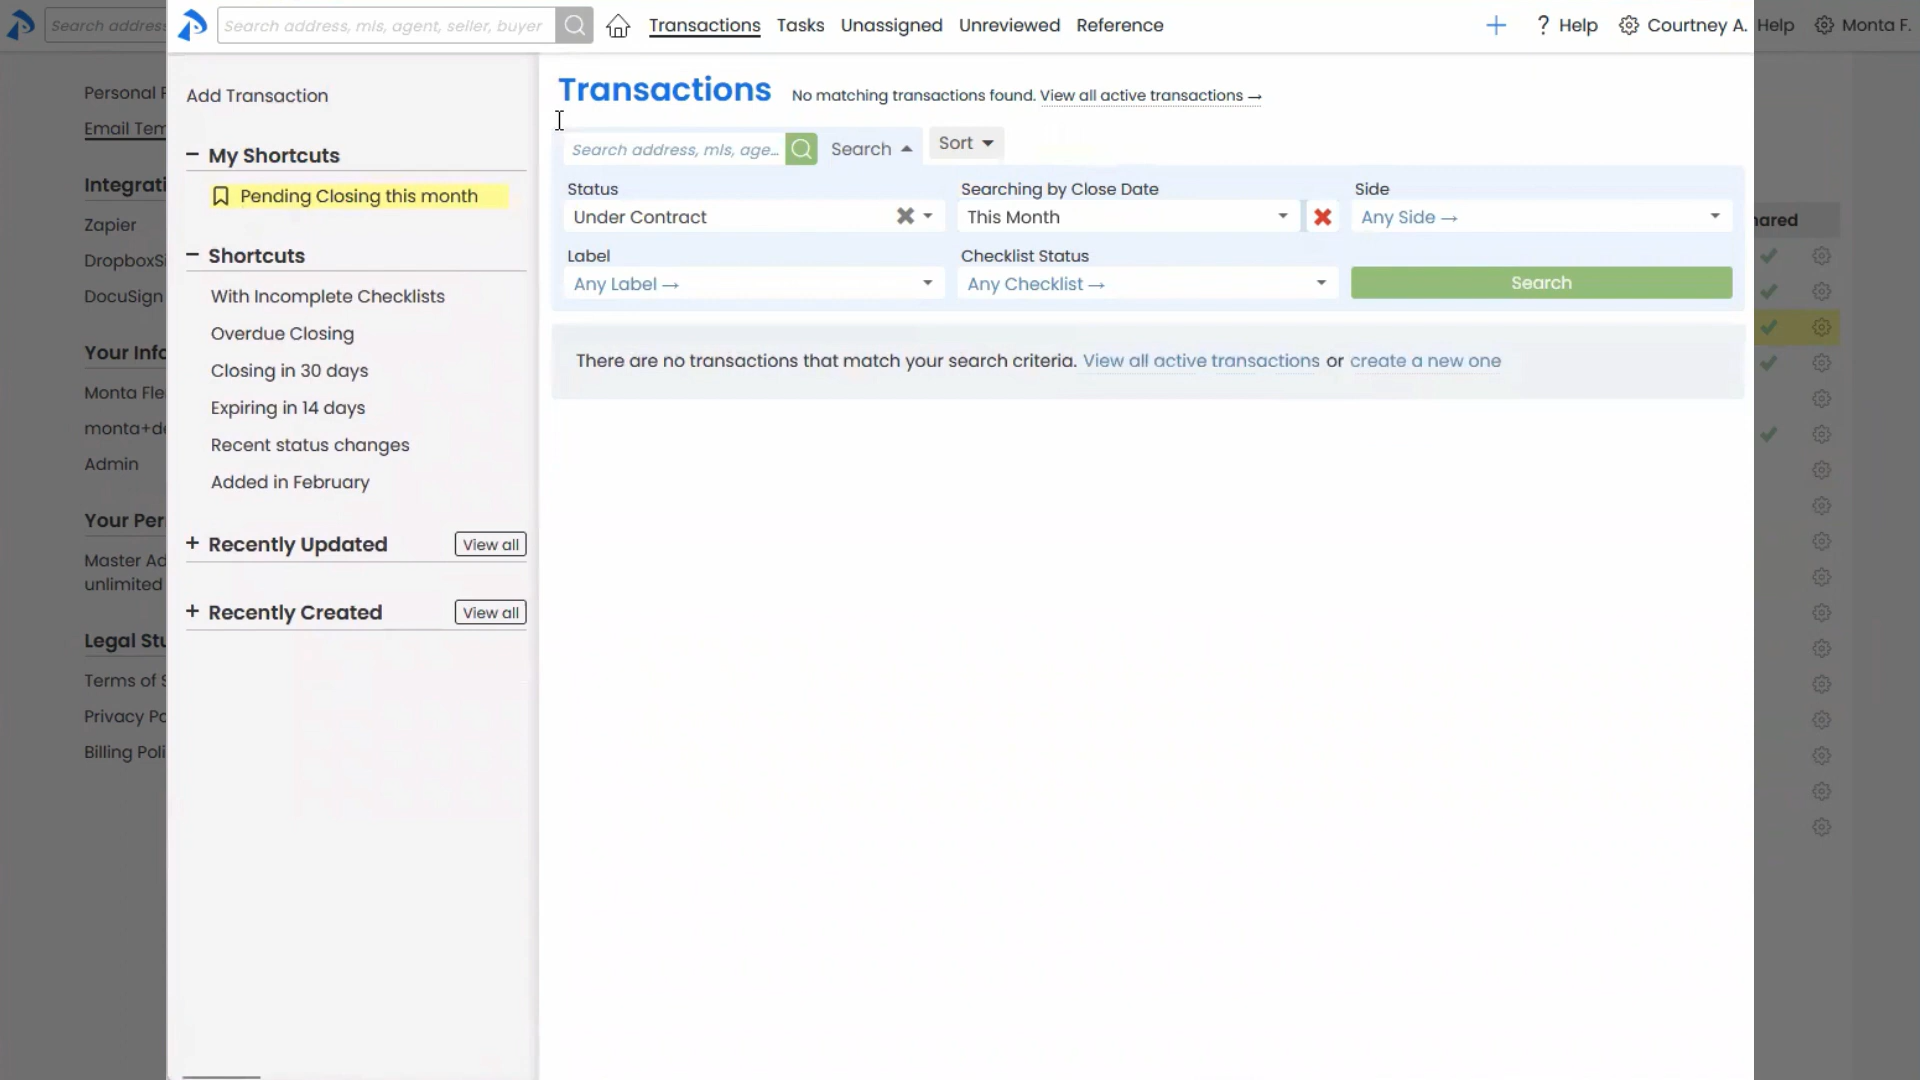 Search address
Search address, mls, agent, seller, buyer
Transactions
Tasks
Unassigned
Unreviewed
Reference
+
? Help
Courtney A.
Help
Monta F.
Personal
Email Tem
Integrati
Zapier
DropboxSi
DocuSign
Your Info
Monta Fle
monta+de
Admin
Your Per
Master Ad
unlimited
Legal Stu
Terms of S
Privacy Po
Billing Poli
Add Transaction
− My Shortcuts
Pending Closing this month
− Shortcuts
With Incomplete Checklists
Overdue Closing
Closing in 30 days
Expiring in 14 days
Recent status changes
Added in February
+ Recently Updated
View all
+ Recently Created
View all
Transactions
No matching transactions found. View all active transactions →
Search address, mls, age...
Search
Sort
Status
Searching by Close Date
Side
Under Contract
This Month
Any Side →
Label
Checklist Status
Any Label →
Any Checklist →
Search
There are no transactions that match your search criteria. View all active transactions or create a new one
hared